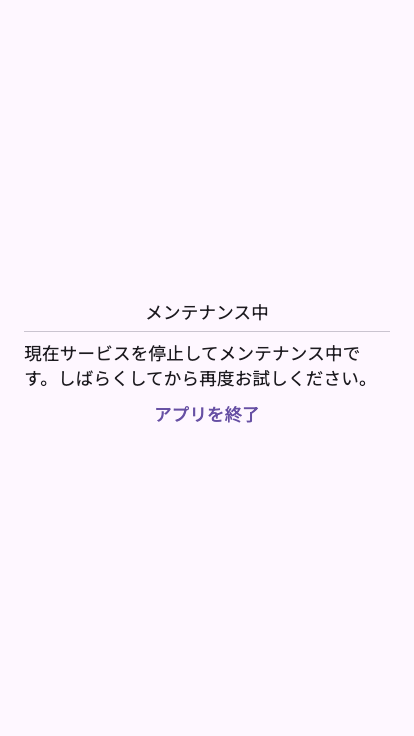 メンテナンス中
現在サービスを停止してメンテナンス中で
す。しばらくしてから再度お試しください。
アプリを終了